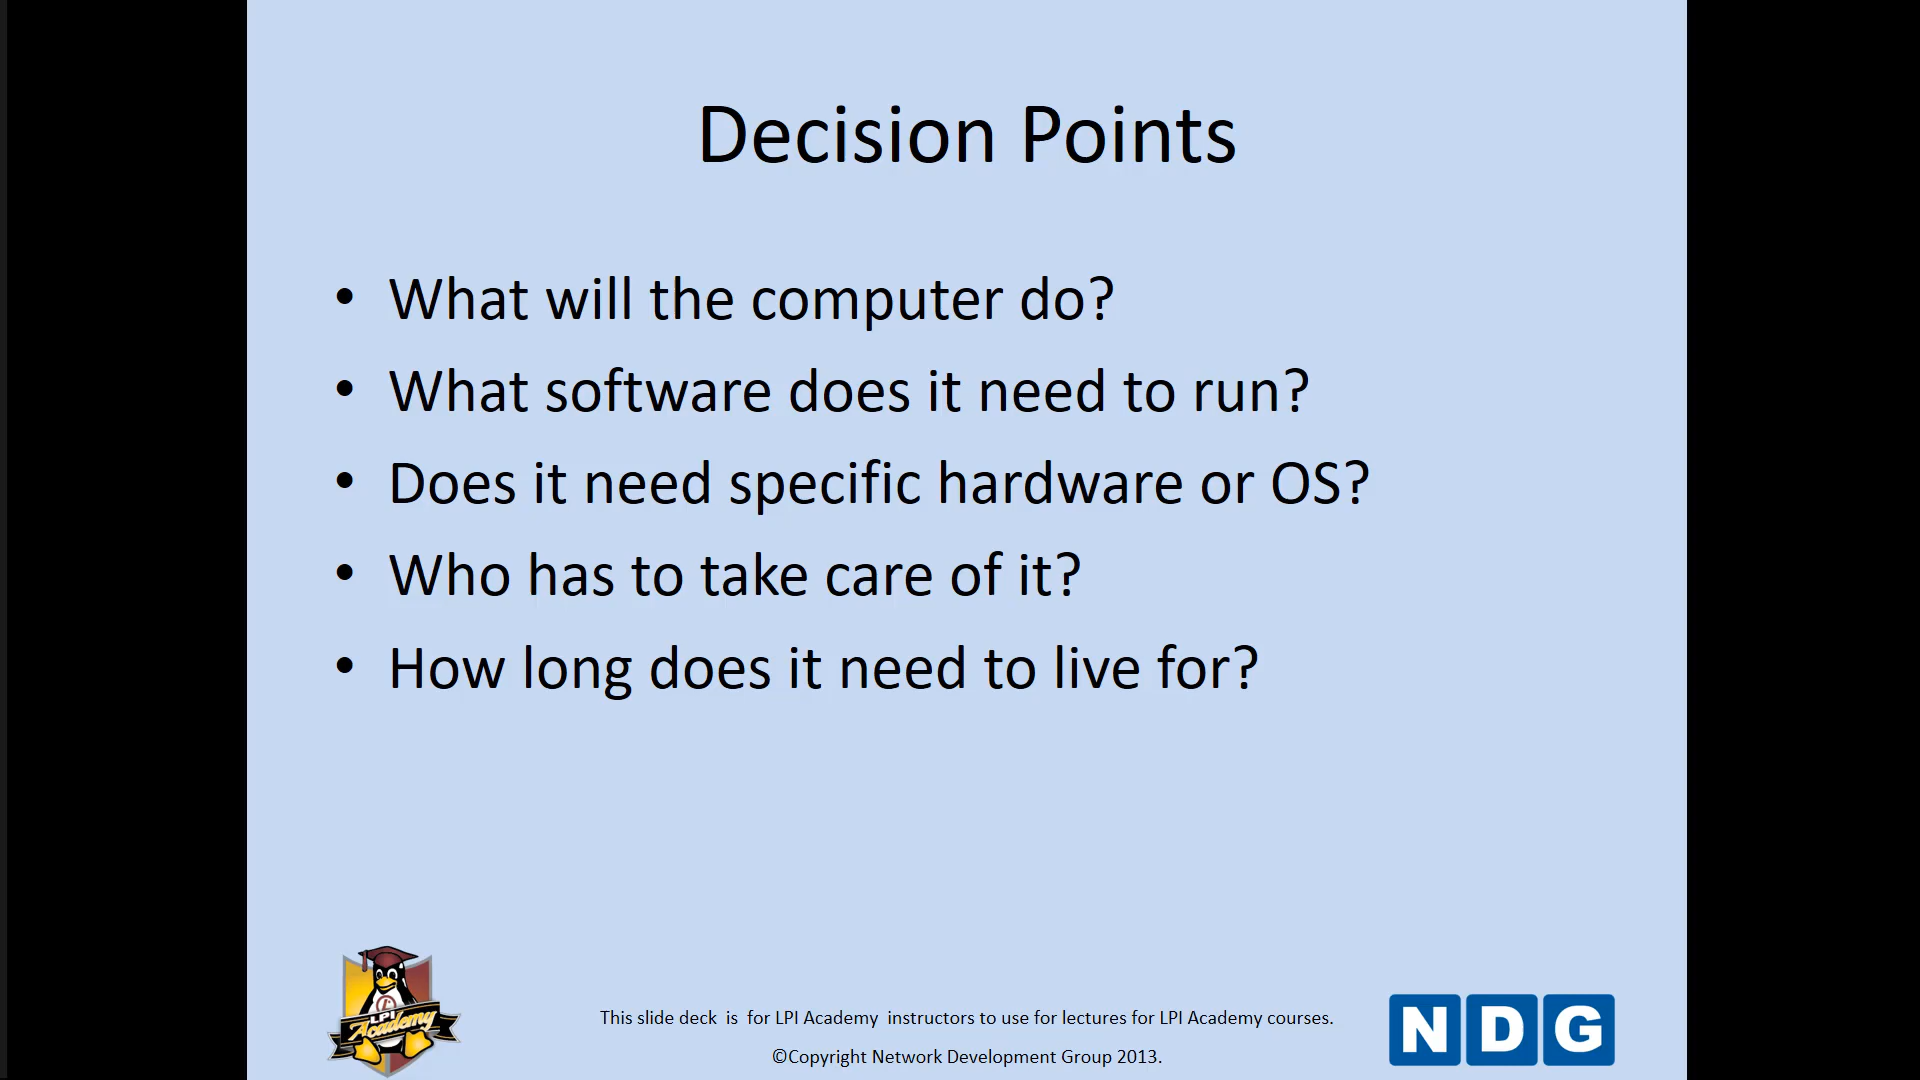 Decision Points
• What will the computer do?
• What software does it need to run?
• Does it need specific hardware or OS?
• Who has to take care of it?
• How long does it need to live for?
LPI
Academy
This slide deck is for LPI Academy instructors to use for lectures for LPI Academy courses.
©Copyright Network Development Group 2013.
NDG